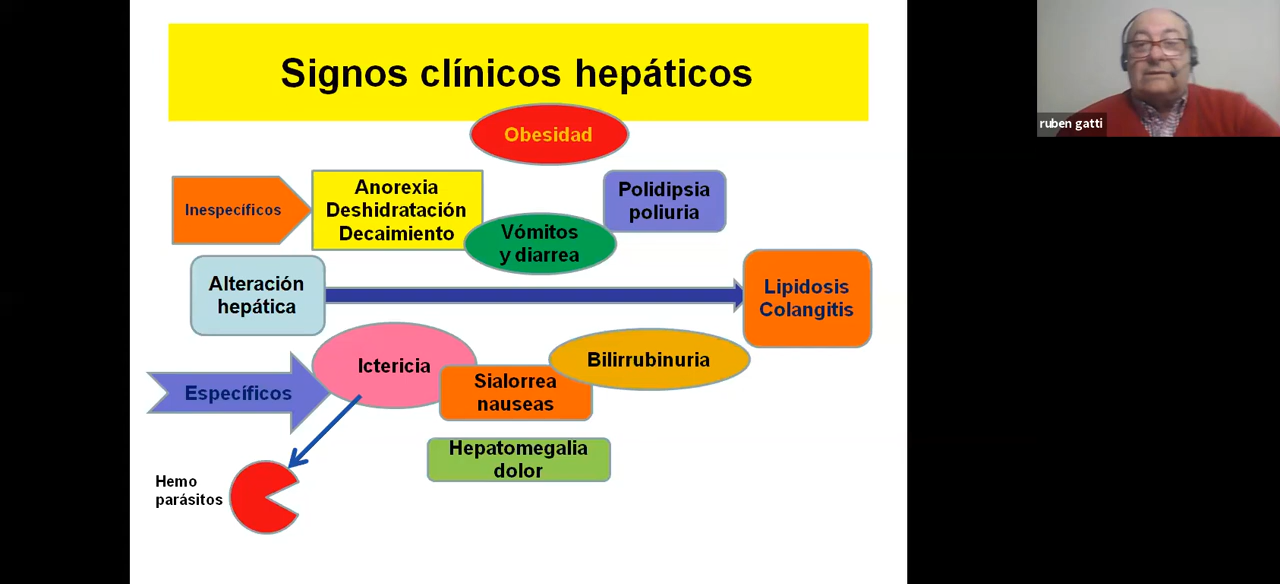 Signos clínicos hepáticos
ruben gatti
Obesidad
Inespecíficos
Anorexia
Deshidratación
Decaimiento
Vómitos
y diarrea
Polidipsia
poliuria
Alteración
hepática
Lipidosis
Colangitis
Específicos
Ictericia
Sialorrea
nauseas
Bilirrubinuria
Hepatomegalia
dolor
Hemo
parásitos